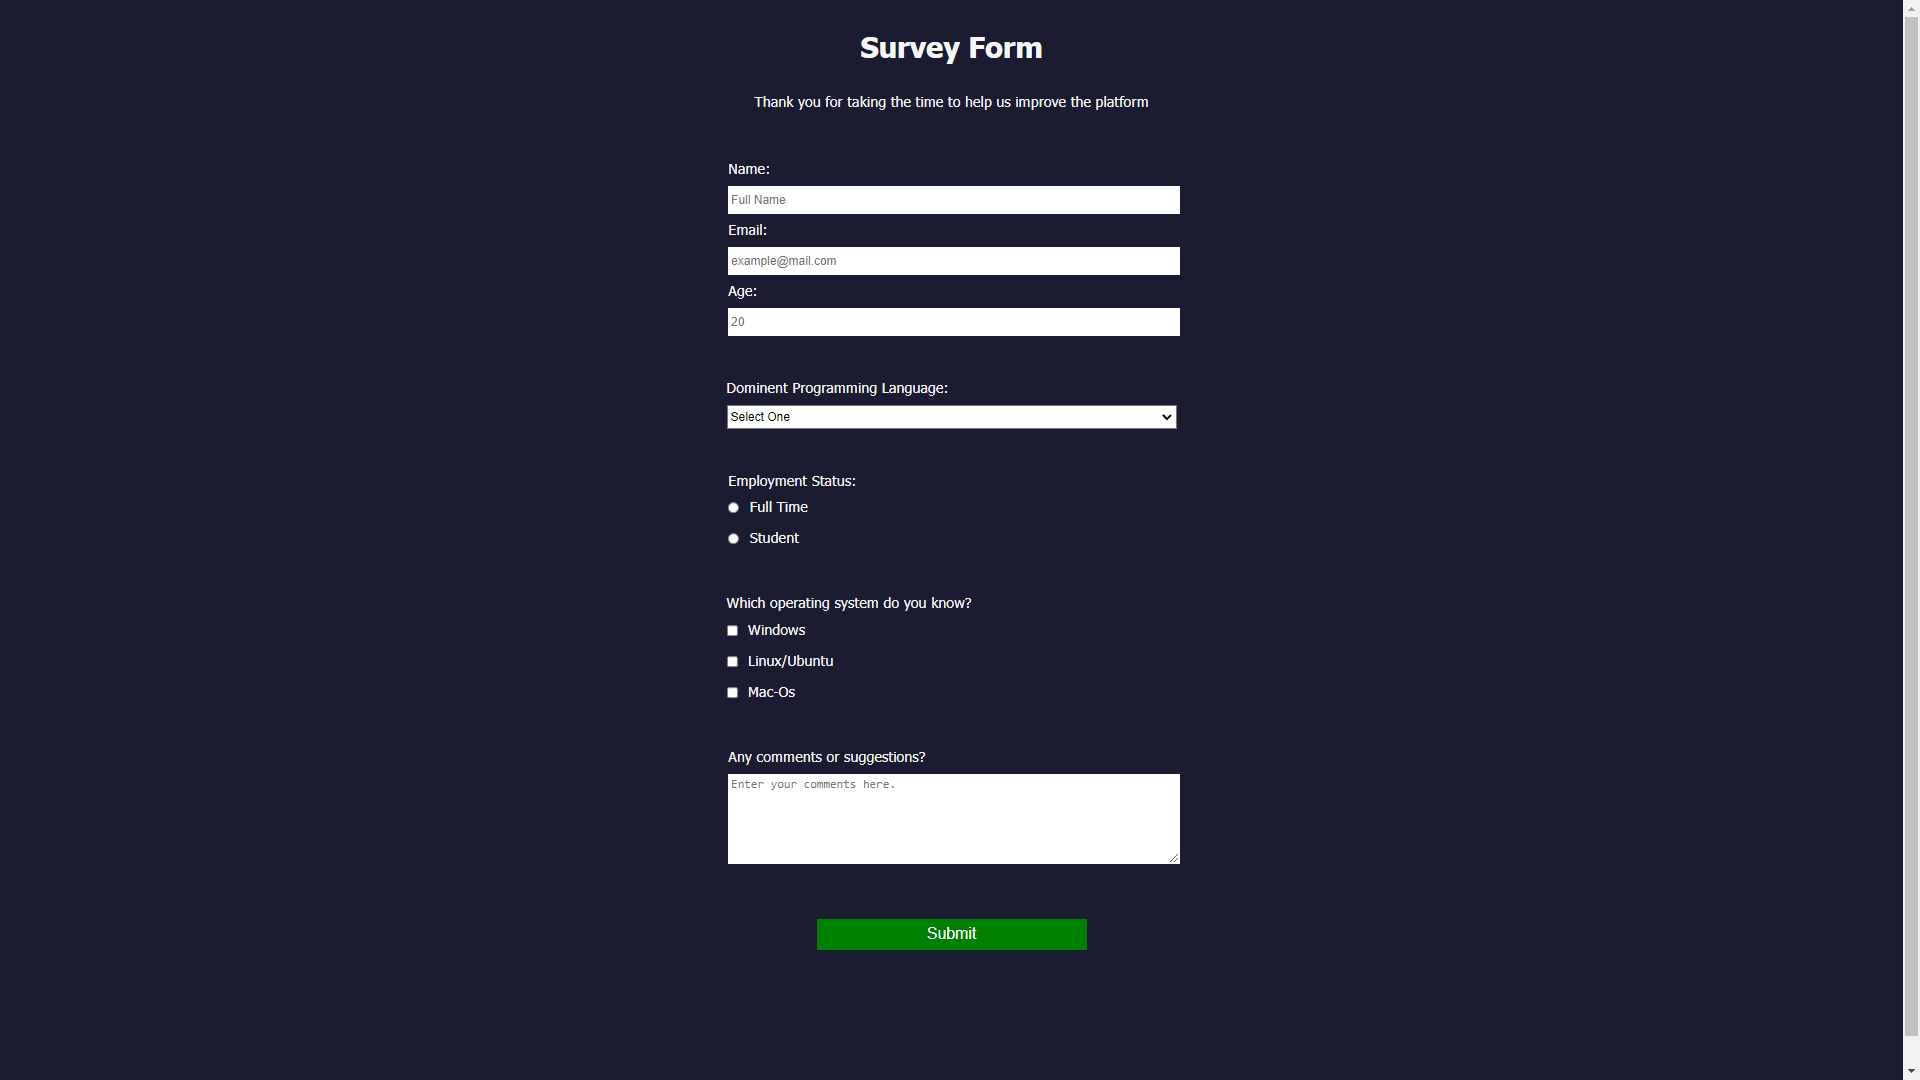 Survey Form
Thank you for taking the time to help us improve the platform
Name:
Full Name
Email:
example@mail.com
Age:
20
Dominent Programming Language:
Select One
Employment Status:
Full Time
Student
Which operating system do you know?
Windows
Linux/Ubuntu
Mac-Os
Any comments or suggestions?
Enter your comments here.
Submit